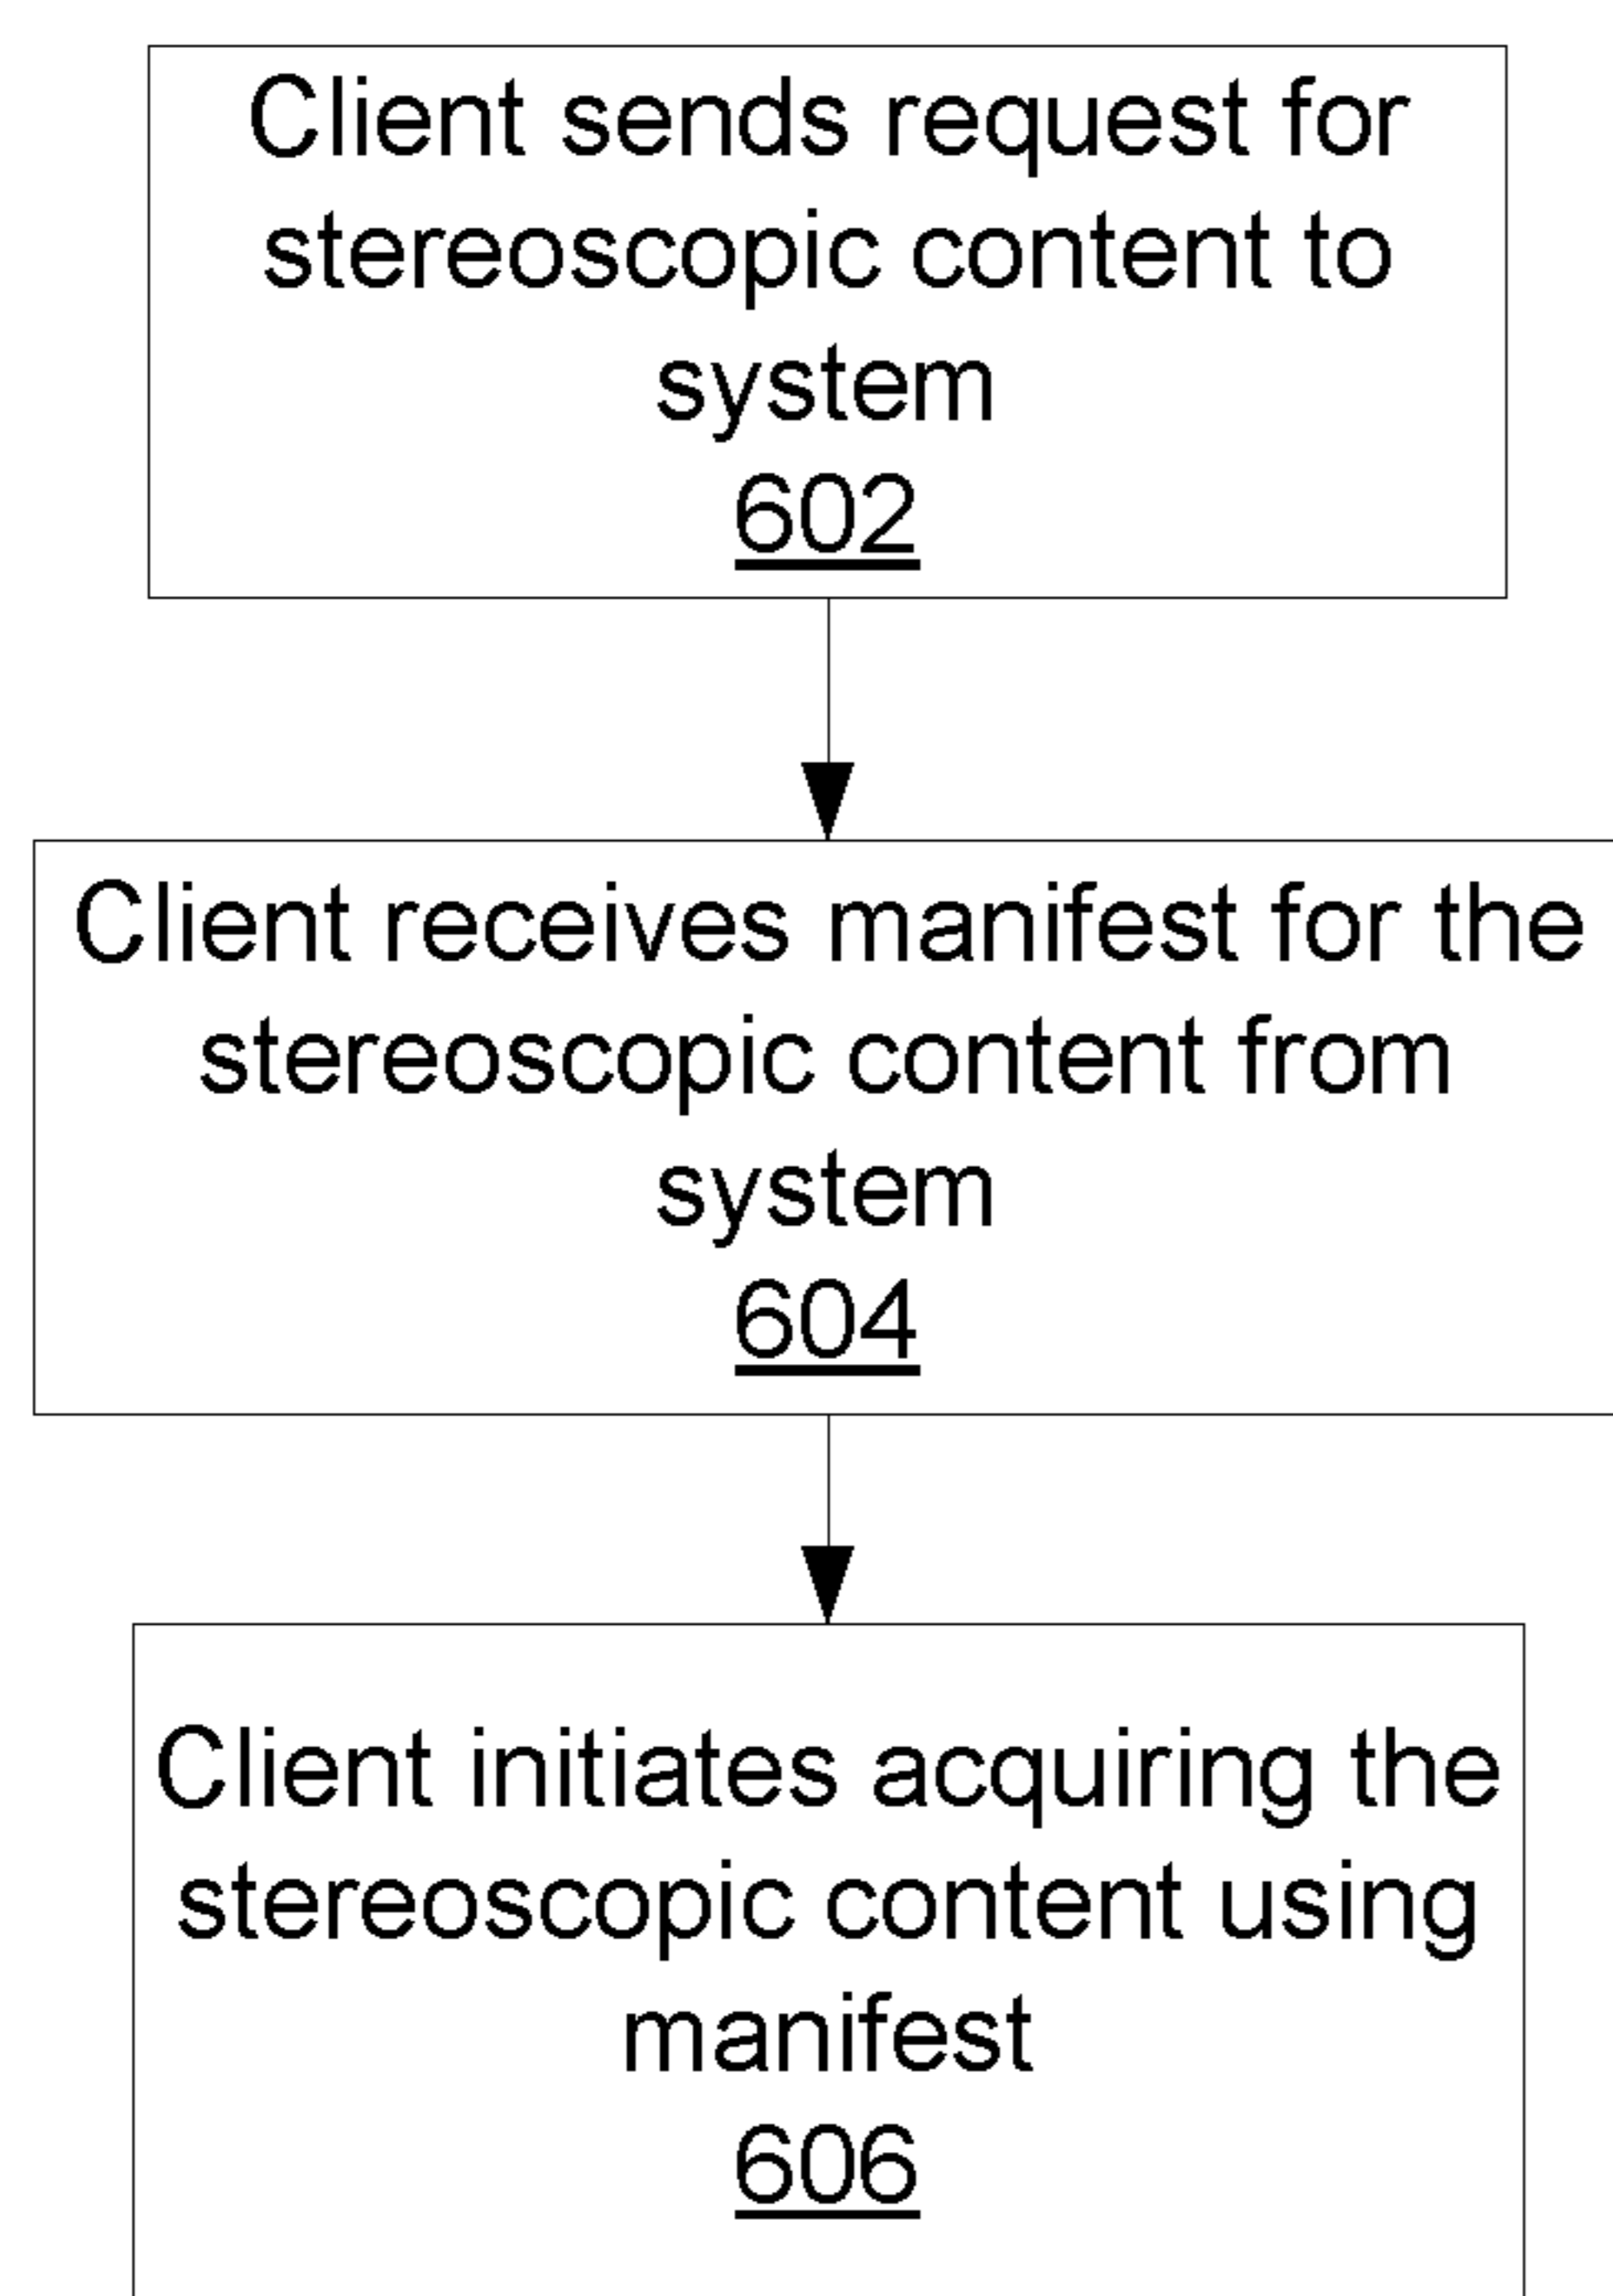 Client sends request for
stereoscopic content to
system
602
Client receives manifest for the
stereoscopic content from
system
604
Client initiates acquiring the
stereoscopic content using
manifest
606